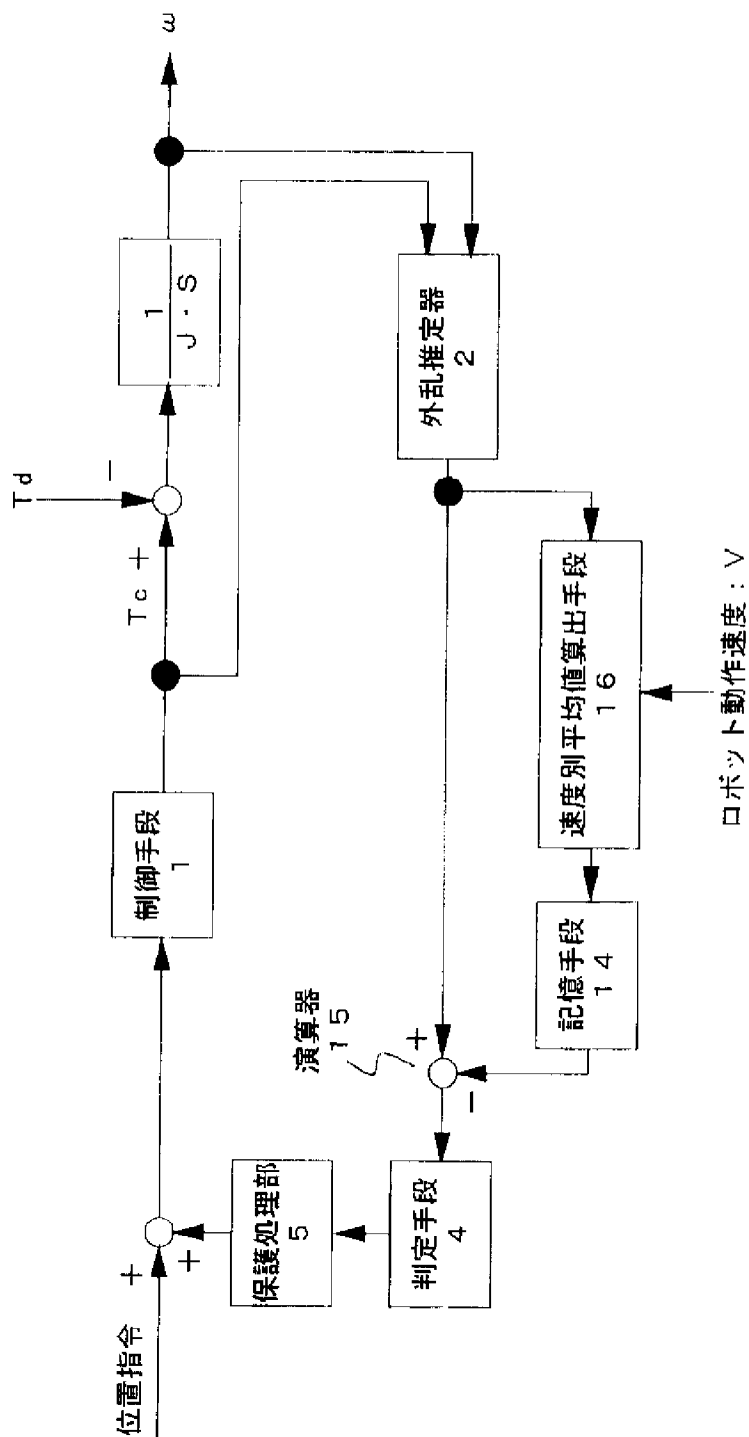 位置指令
+
+
制御手段
1
Tc
+
Td
-
1
J・S
ω
保護処理部
5
判定手段
4
演算器
15
+
-
外乱推定器
2
記憶手段
14
速度別平均値算出手段
16
ロボット動作速度：V